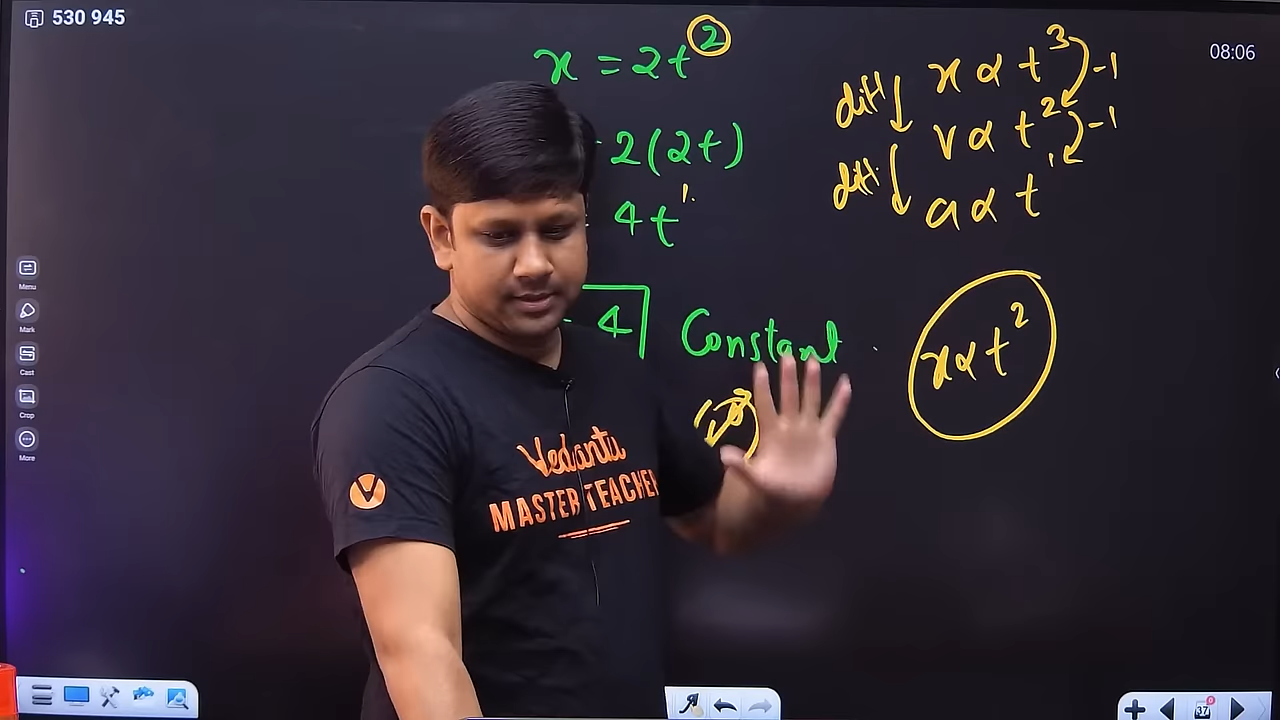 530 945
08:06
x = 2t²
2(2t)
4t¹
4 Constant
diff x α t³ -1
v α t² -1
diff. a α t¹
x α t²
Vedantu
MASTER TEACHER
V
Menu
Mark
Cast
Crop
More
37